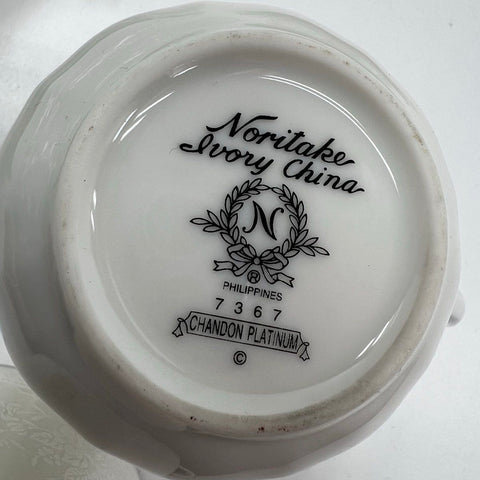 Noritake
Ivory China
N
®
PHILIPPINES
7367
CHANDON PLATINUM
©